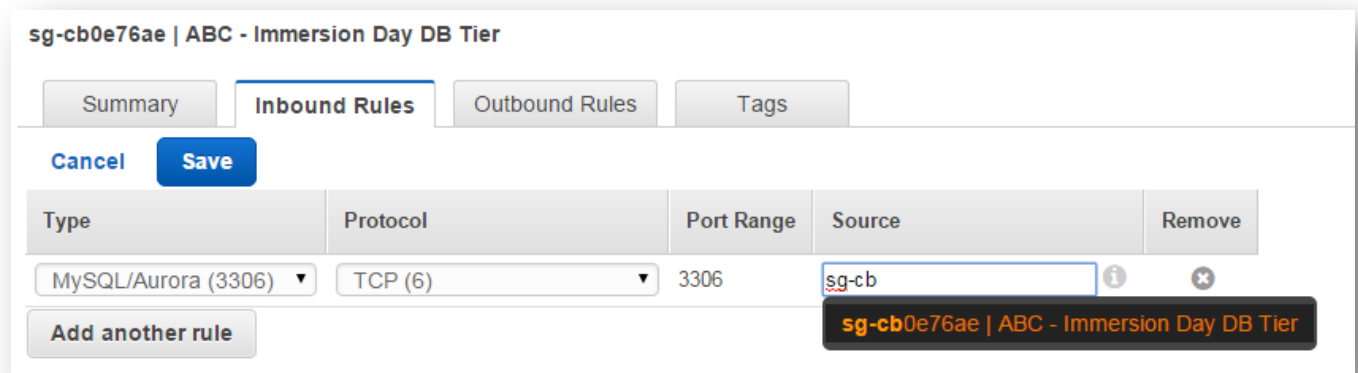 sg-cb0e76ae | ABC - Immersion Day DB Tier
Summary Inbound Rules Outbound Rules Tags
Cancel Save
Type Protocol Port Range Source Remove
MySQL/Aurora (3306) TCP (6) 3306 sg-cb
sg-cb0e76ae | ABC - Immersion Day DB Tier
Add another rule